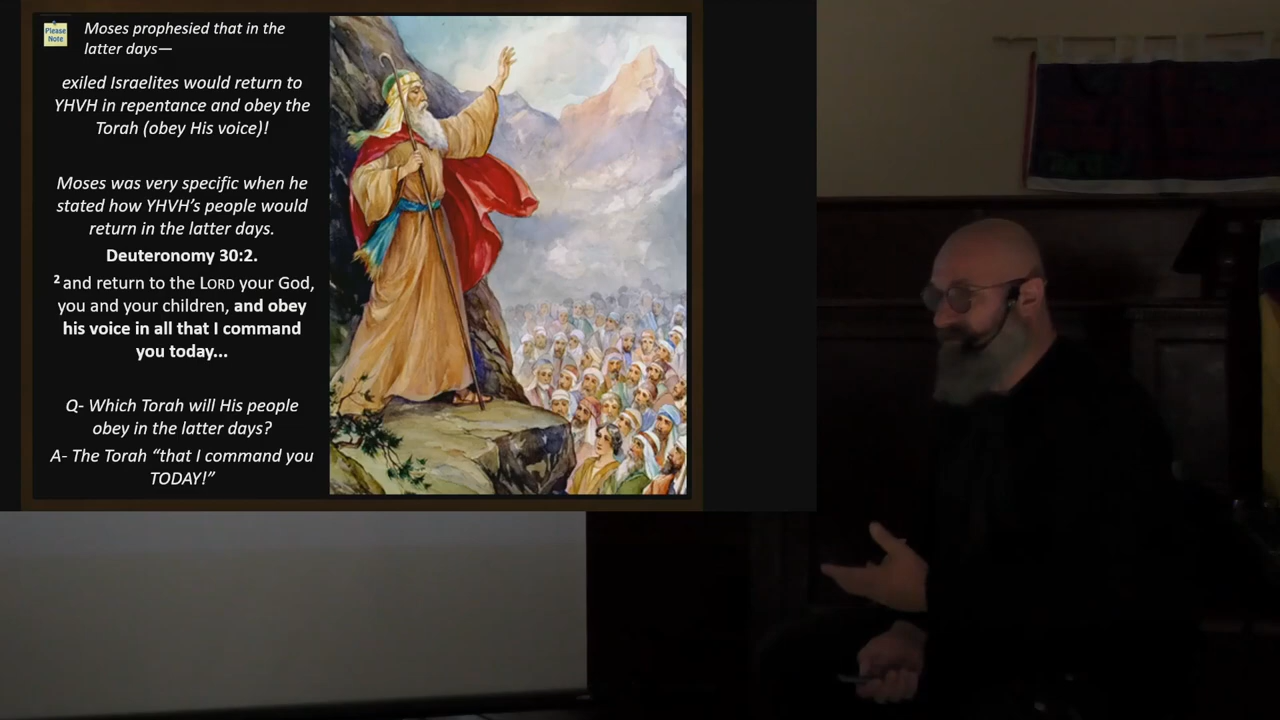 Please
Note
Moses prophesied that in the
latter days—
exiled Israelites would return to
YHVH in repentance and obey the
Torah (obey His voice)!
Moses was very specific when he
stated how YHVH’s people would
return in the latter days.
Deuteronomy 30:2.
2 and return to the LORD your God,
you and your children, and obey
his voice in all that I command
you today...
Q- Which Torah will His people
obey in the latter days?
A- The Torah “that I command you
TODAY!”